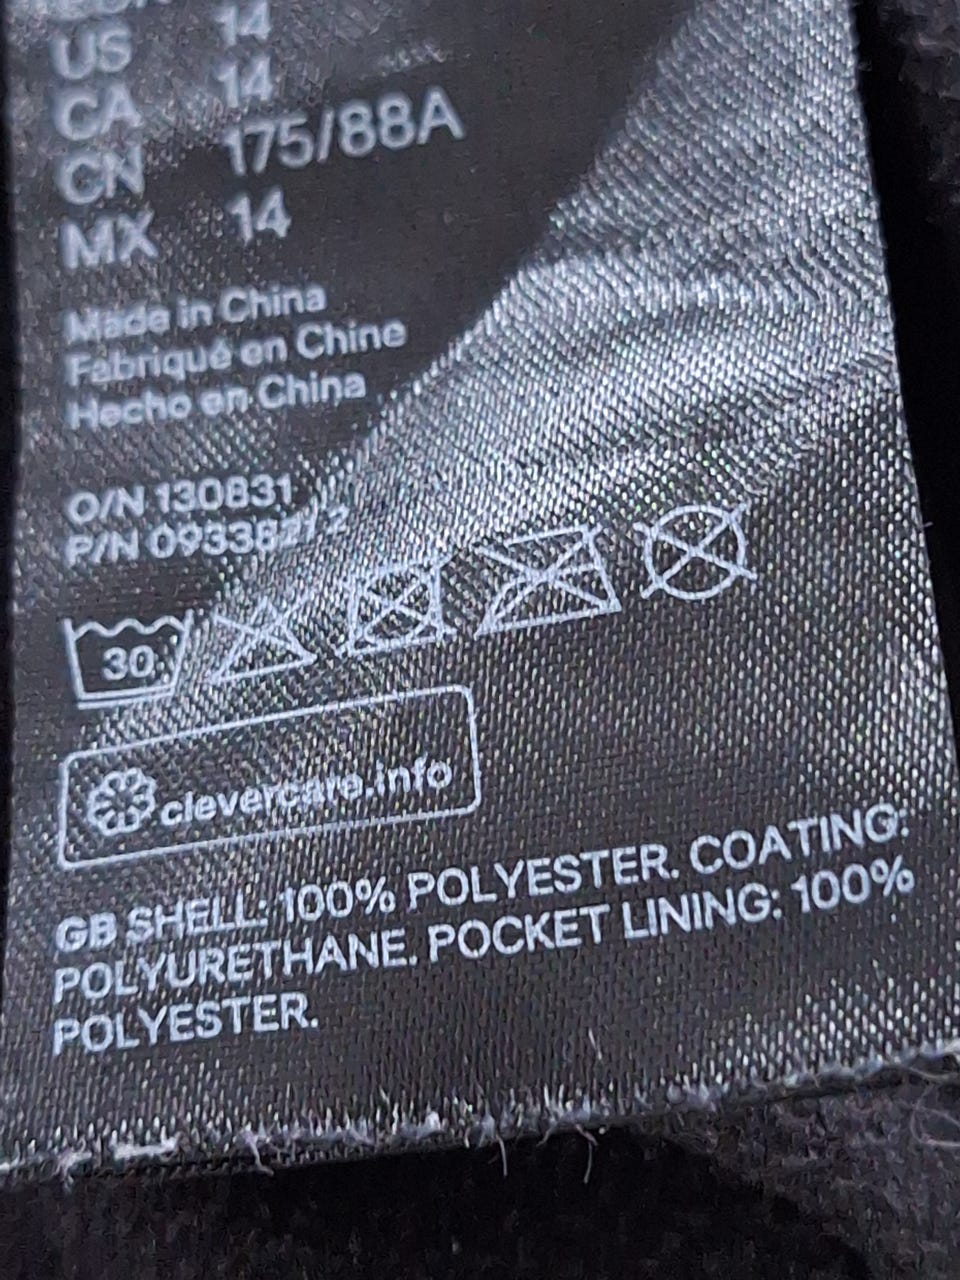 US 14
CA 14
CN 175/88A
MX 14
Made in China
Fabriqué en Chine
Hecho en China
O/N 130831
P/N
30
clevercare.info
GB SHELL: 100% POLYESTER. COATING:
POLYURETHANE. POCKET LINING: 100%
POLYESTER.